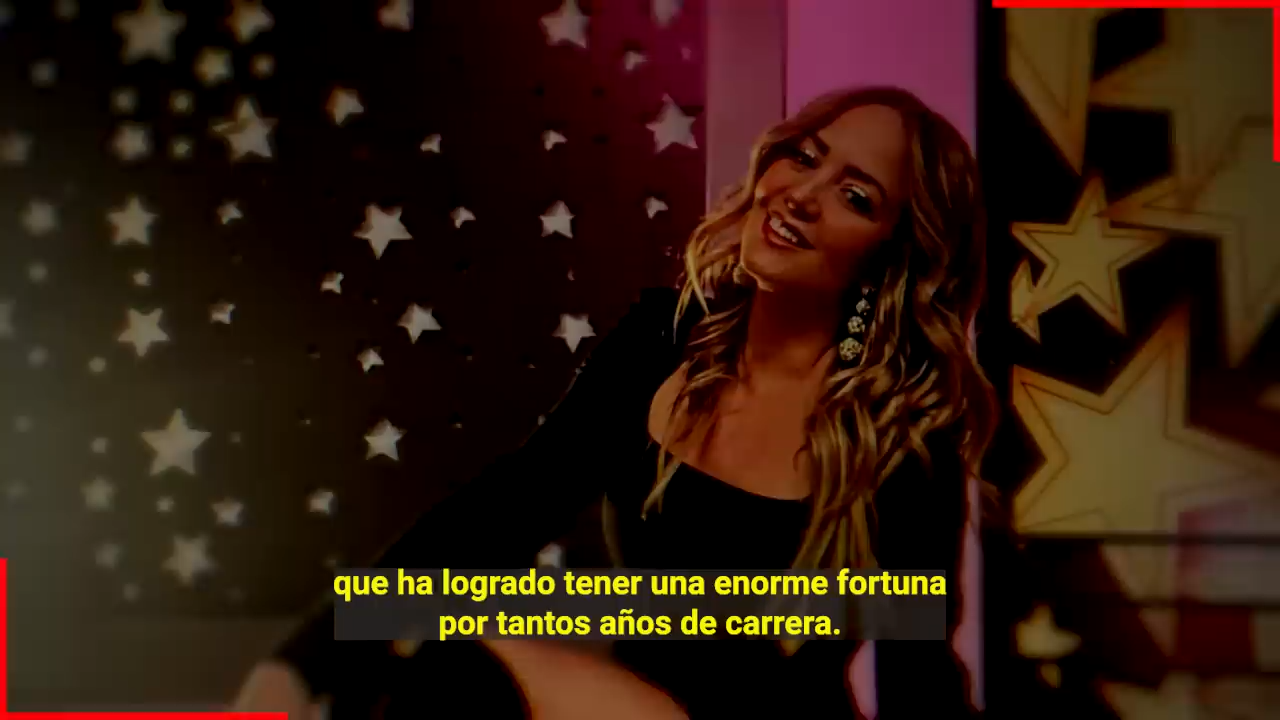 que ha logrado tener una enorme fortuna
por tantos años de carrera.